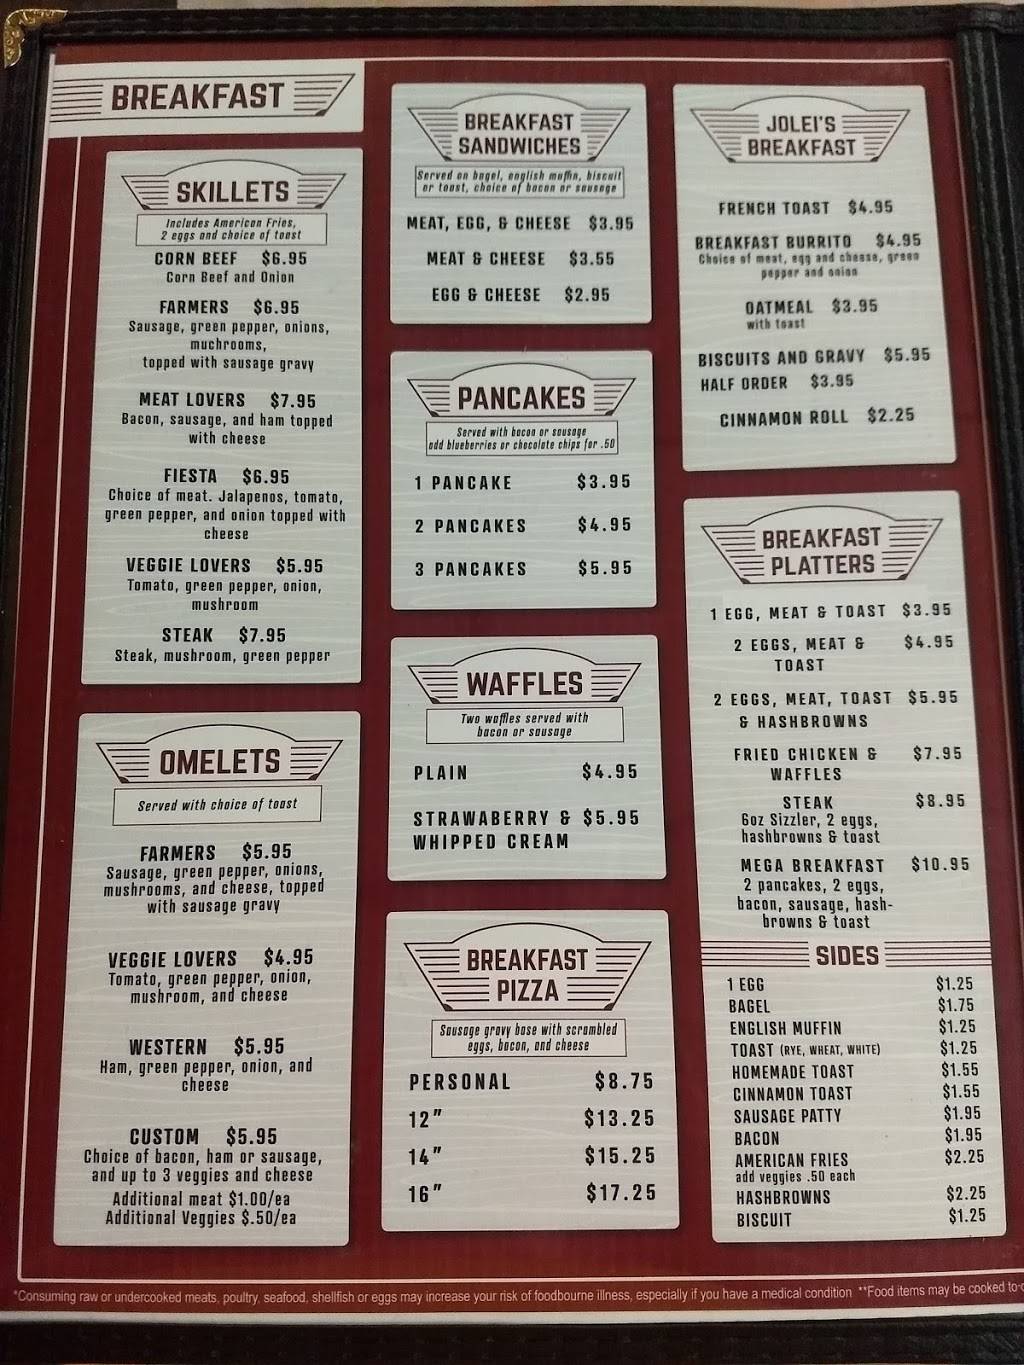 BREAKFAST
SKILLETS
Includes American Fries,
2 eggs and choice of toast
CORN BEEF $6.95
Corn Beef and Onion
FARMERS $6.95
Sausage, green pepper, onions,
muchrooms,
topped with sausage gravy
MEAT LOVERS $7.95
Bacon, sausage, and ham topped
with cheese
FIESTA $6.95
Choice of meat. Jalapenos, tomato,
green pepper, and onion topped with
cheese
VEGGIE LOVERS $5.95
Tomato, green pepper, onion,
mushroom
STEAK $7.95
Steak, mushroom, green pepper
OMELETS
Served with choice of toast
FARMERS $5.95
Sausage, green pepper, onions,
mushrooms, and cheese, topped
with sausage gravy
VEGGIE LOVERS $4.95
Tomato, green pepper, onion,
mushroom, and cheese
WESTERN $5.95
Ham, green pepper, onion, and
cheese
CUSTOM $5.95
Choice of bacon, ham or sausage,
and up to 3 veggies and cheese
Additional meat $1.00/ea
Additional Veggies $.50/ea
BREAKFAST
SANDWICHES
Served on bagel, english muffin, biscuit
or toast, choice of bacon or sausage
MEAT, EGG, & CHEESE $3.95
MEAT & CHEESE $3.55
EGG & CHEESE $2.95
PANCAKES
Served with bacon or sausage
add blueberries or chocolate chips for .50
1 PANCAKE $3.95
2 PANCAKES $4.95
3 PANCAKES $5.95
WAFFLES
Two waffles served with
bacon or sausage
PLAIN $4.95
STRAWABERRY & $5.95
WHIPPED CREAM
BREAKFAST
PIZZA
Sausage gravy base with scrambled
eggs, bacon, and cheese
PERSONAL $8.75
12" $13.25
14" $15.25
16" $17.25
JOLEI'S
BREAKFAST
FRENCH TOAST $4.95
BREAKFAST BURRITO $4.95
Choice of meat, egg and cheese, green
pepper and onion
OATMEAL $3.95
with toast
BISCUITS AND GRAVY $5.95
HALF ORDER $3.95
CINNAMON ROLL $2.25
BREAKFAST
PLATTERS
1 EGG, MEAT & TOAST $3.95
2 EGGS, MEAT & $4.95
TOAST
2 EGGS, MEAT, TOAST $5.95
& HASHBROWNS
FRIED CHICKEN & $7.95
WAFFLES
STEAK $8.95
6oz Sizzler, 2 eggs,
hashbrowns & toast
MEGA BREAKFAST $10.95
2 pancakes, 2 eggs,
bacon, sausage, hash-
browns & toast
SIDES
1 EGG $1.25
BAGEL $1.75
ENGLISH MUFFIN $1.25
TOAST (RYE, WHEAT, WHITE) $1.25
HOMEMADE TOAST $1.55
CINNAMON TOAST $1.55
SAUSAGE PATTY $1.95
BACON $1.95
AMERICAN FRIES $2.25
add veggies .50 each
HASHBROWNS $2.25
BISCUIT $1.25
*Consuming raw or undercooked meats, poultry, seafood, shellfish or eggs may increase your risk of foodbourne illness, especially if you have a medical condition **Food items may be cooked to